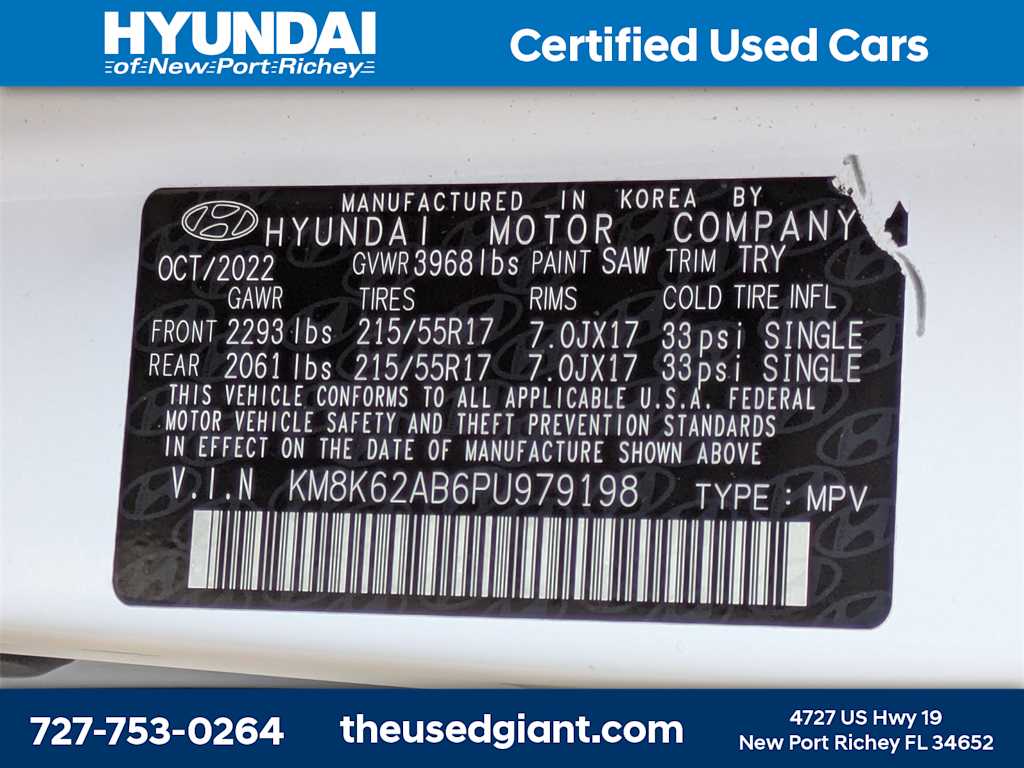 HYUNDAI
of New Port Richey
Certified Used Cars
MANUFACTURED IN KOREA BY
HYUNDAI MOTOR COMPANY
OCT/2022 GVWR 3968 lbs PAINT SAW TRIM TRY
GAWR TIRES RIMS COLD TIRE INFL
FRONT 2293 lbs 215/55R17 7.0JX17 33psi SINGLE
REAR 2061 lbs 215/55R17 7.0JX17 33psi SINGLE
THIS VEHICLE CONFORMS TO ALL APPLICABLE U.S.A. FEDERAL
MOTOR VEHICLE SAFETY AND THEFT PREVENTION STANDARDS
IN EFFECT ON THE DATE OF MANUFACTURE SHOWN ABOVE
V.I.N KM8K62AB6PU979198 TYPE : MPV
727-753-0264
theusedgiant.com
4727 US Hwy 19
New Port Richey FL 34652